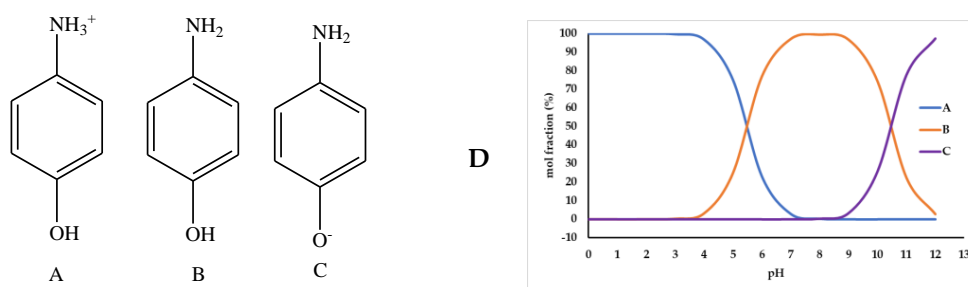 NH3+
OH
A
NH2
OH
B
NH2
O-
C
D
mol fraction (%)
100
90
80
70
60
50
40
30
20
10
0
-10
0 1 2 3 4 5 6 7 8 9 10 11 12 13
pH
A
B
C